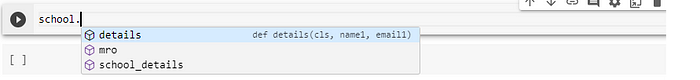 school.
details def details(cls, name1, email1)
mro
school_details
[ ]